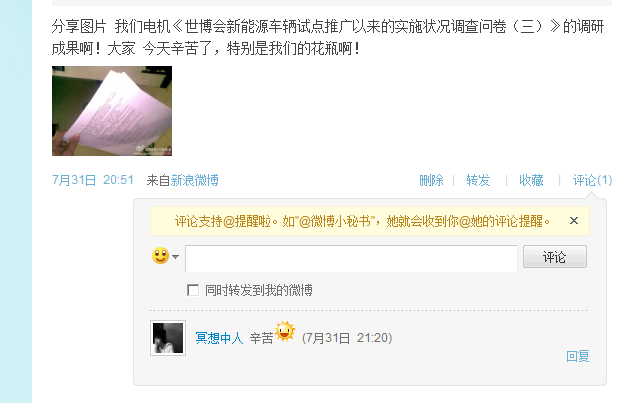 分享图片 我们电机《世博会新能源车辆试点推广以来的实施状况调查问卷（三）》的调研
成果啊！大家 今天辛苦了，特别是我们的花瓶啊！
7月31日 20:51 来自新浪微博
删除 | 转发 | 收藏 | 评论(1)
评论支持@提醒啦。如"@微博小秘书"，她就会收到你@她的评论提醒。 ×
评论
同时转发到我的微博
冥想中人 辛苦 (7月31日 21:20)
回复